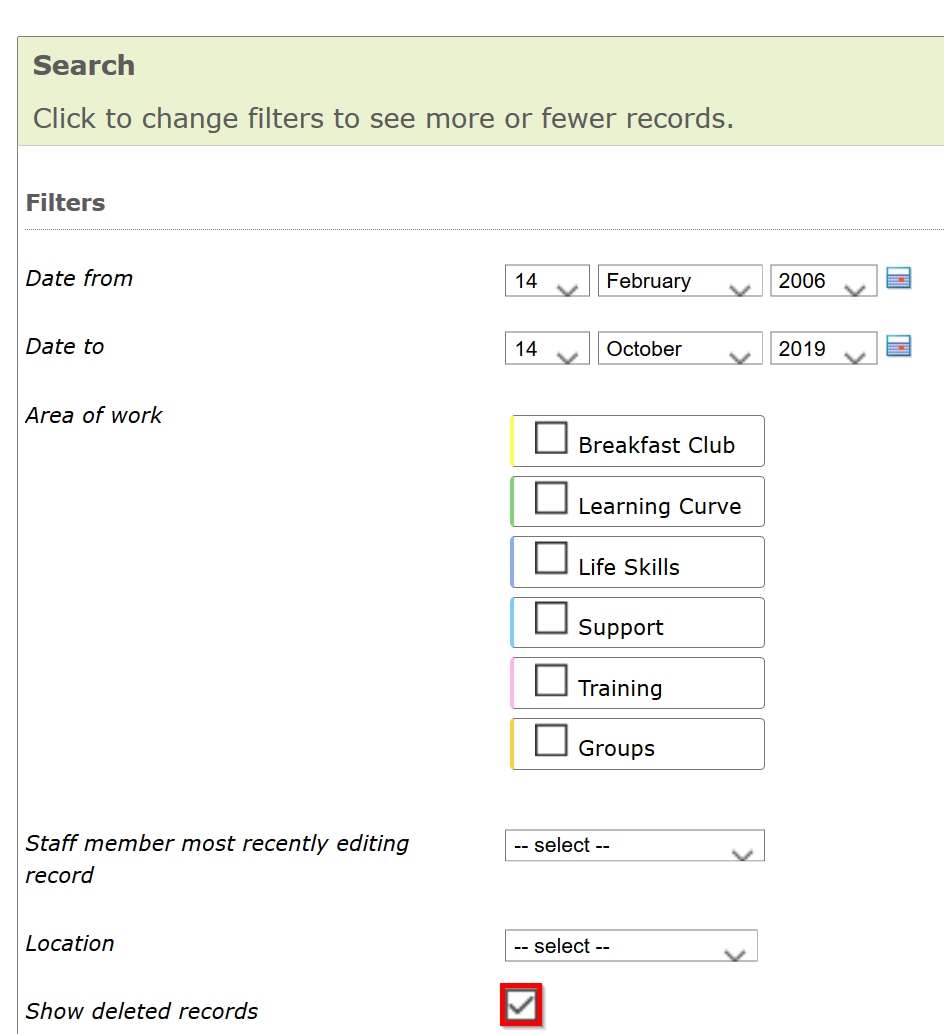 Search
Click to change filters to see more or fewer records.
Filters
Date from 14 February 2006
Date to 14 October 2019
Area of work
Breakfast Club
Learning Curve
Life Skills
Support
Training
Groups
Staff member most recently editing
record
-- select --
Location -- select --
Show deleted records